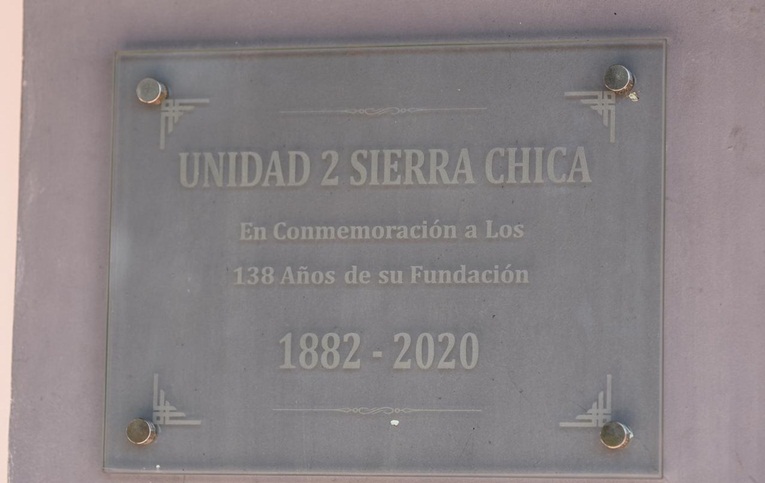 UNIDAD 2 SIERRA CHICA
En Conmemoración a Los
138 Años de su Fundación
1882 - 2020